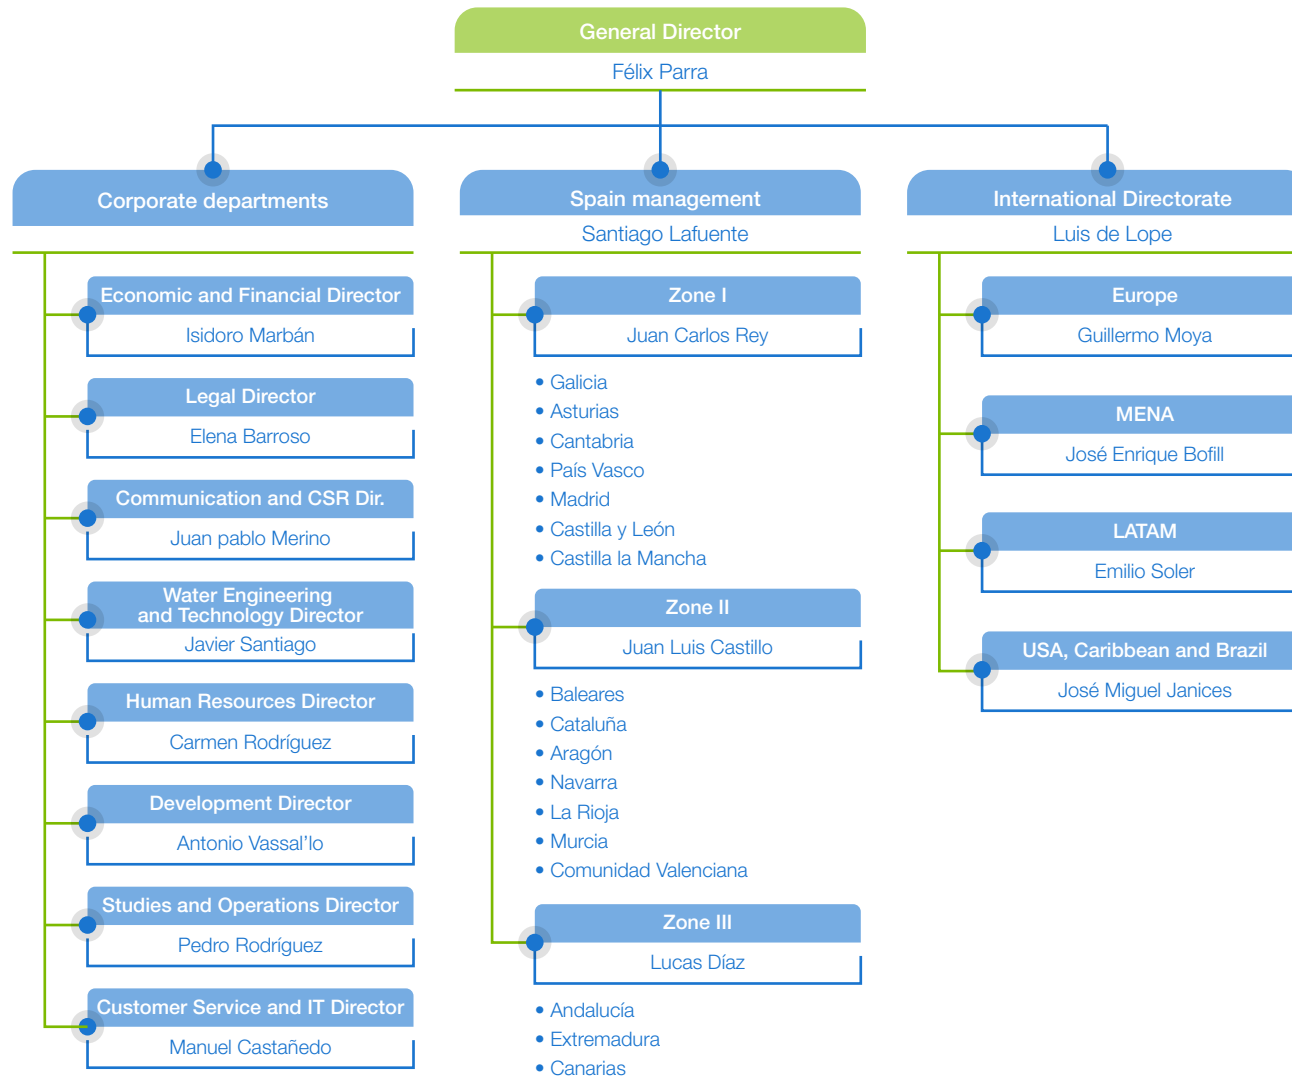 General Director
Félix Parra
Corporate departments
Economic and Financial Director
Isidoro Marbán
Legal Director
Elena Barroso
Communication and CSR Dir.
Juan pablo Merino
Water Engineering
and Technology Director
Javier Santiago
Human Resources Director
Carmen Rodríguez
Development Director
Antonio Vassal'lo
Studies and Operations Director
Pedro Rodríguez
Customer Service and IT Director
Manuel Castañedo
Spain management
Santiago Lafuente
Zone I
Juan Carlos Rey
• Galicia
• Asturias
• Cantabria
• País Vasco
• Madrid
• Castilla y León
• Castilla la Mancha
Zone II
Juan Luis Castillo
• Baleares
• Cataluña
• Aragón
• Navarra
• La Rioja
• Murcia
• Comunidad Valenciana
Zone III
Lucas Díaz
• Andalucía
• Extremadura
• Canarias
International Directorate
Luis de Lope
Europe
Guillermo Moya
MENA
José Enrique Bofill
LATAM
Emilio Soler
USA, Caribbean and Brazil
José Miguel Janices